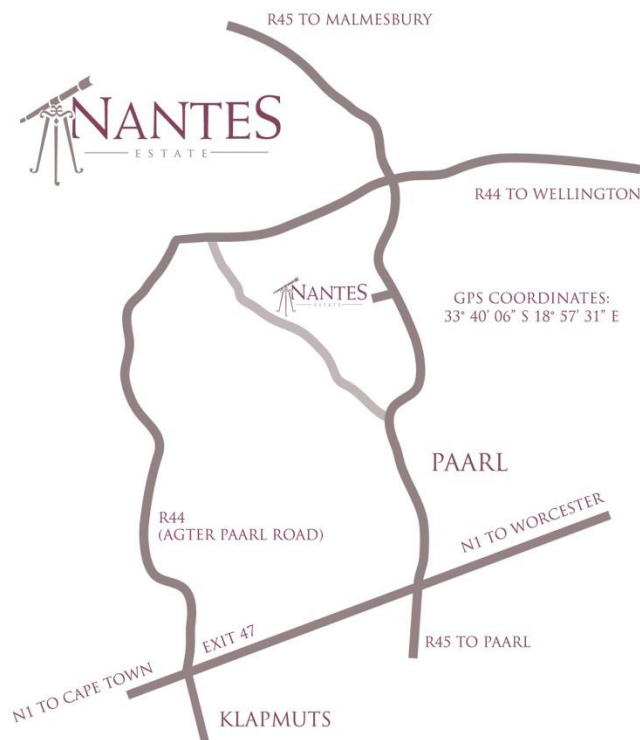 R45 TO MALMESBURY
NANTES
ESTATE
R44 TO WELLINGTON
NANTES
ESTATE
GPS COORDINATES:
33° 40' 06" S 18° 57' 31" E
PAARL
R44
(AGTER PAARL ROAD)
N1 TO WORCESTER
EXIT 47
R45 TO PAARL
N1 TO CAPE TOWN
KLAPMUTS